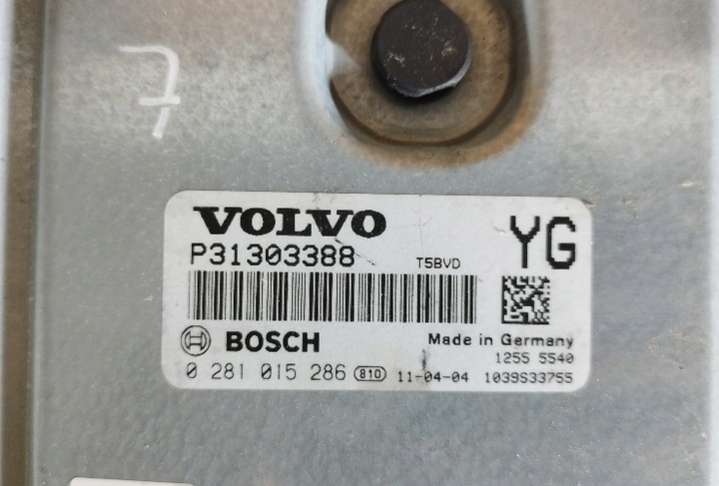 7
VOLVO YG
P31303388 T5BVD
BOSCH Made in Germany
1255 5540
0 281 015 286 810 11-04-04 1039S33755